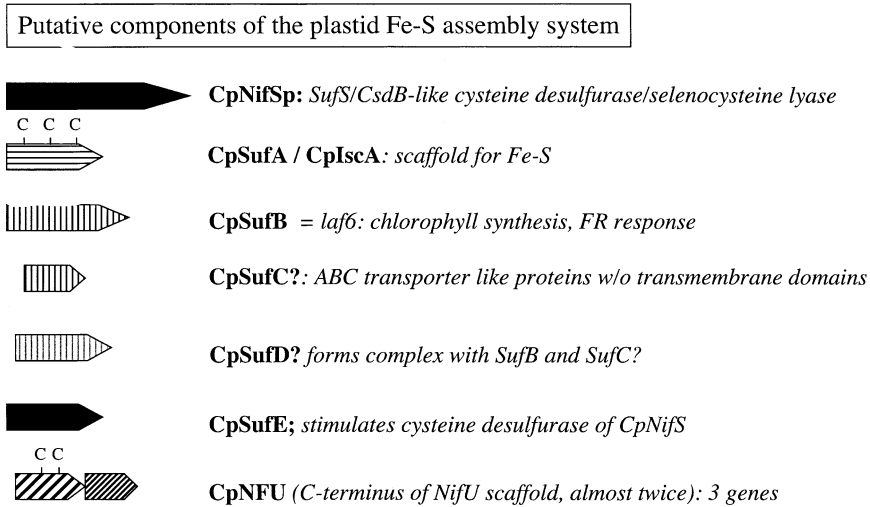 Putative components of the plastid Fe-S assembly system
CpNifSp: SufS/CsdB-like cysteine desulfurase/selenocysteine lyase
C C C
CpSufA / CpIscA: scaffold for Fe-S
CpSufB = laf6: chlorophyll synthesis, FR response
CpSufC?: ABC transporter like proteins w/o transmembrane domains
CpSufD? forms complex with SufB and SufC?
CpSufE; stimulates cysteine desulfurase of CpNifS
C C
CpNFU (C-terminus of NifU scaffold, almost twice): 3 genes